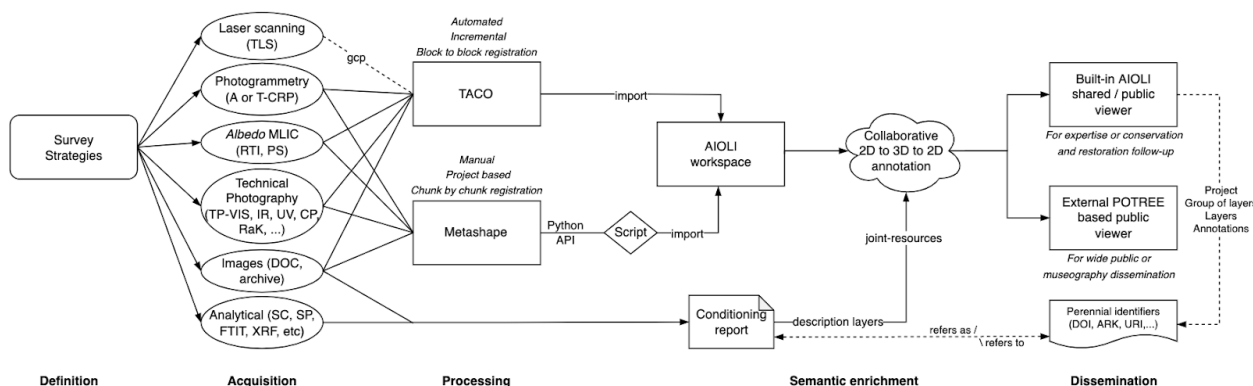 Survey
Strategies
Laser scanning
(TLS)
Photogrammetry
(A or T-CRP)
Albedo MLIC
(RTI, PS)
Technical
Photography
(TP-VIS, IR, UV, CP,
RaK, ...)
Images (DOC,
archive)
Analytical (SC, SP,
FTIT, XRF, etc)
gcp
Automated
Incremental
Block to block registration
TACO
Manual
Project based
Chunk by chunk registration
Metashape
import
Python
API
Script
import
AIOLI
workspace
Collaborative
2D to 3D to 2D
annotation
joint-resources
Conditioning
report
description layers
refers as /
\ refers to
Built-in AIOLI
shared / public
viewer
For expertise or conservation
and restoration follow-up
External POTREE
based public
viewer
For wide public or
museography dissemination
Project
Group of layers
Layers
Annotations
Perennial identifiers
(DOI, ARK, URI,...)
Definition
Acquisition
Processing
Semantic enrichment
Dissemination